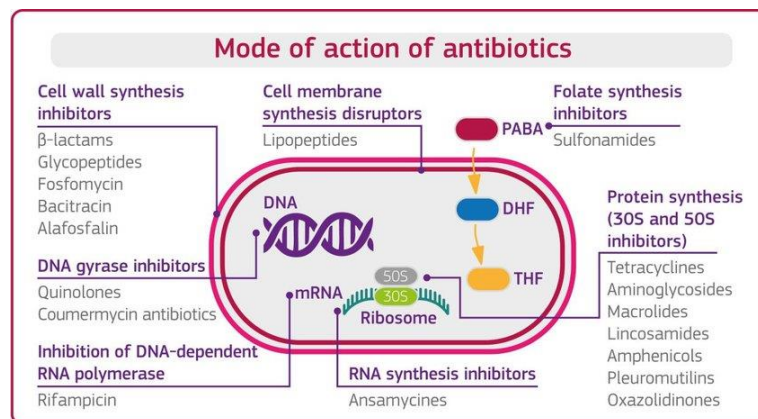 Mode of action of antibiotics
Cell wall synthesis
inhibitors
β-lactams
Glycopeptides
Fosfomycin
Bacitracin
Alafosfalin
Cell membrane
synthesis disruptors
Lipopeptides
Folate synthesis
inhibitors
Sulfonamides
PABA
DHF
THF
DNA
DNA gyrase inhibitors
Quinolones
Coumermycin antibiotics
mRNA
50S
30S
Ribosome
Protein synthesis
(30S and 50S
inhibitors)
Tetracyclines
Aminoglycosides
Macrolides
Lincosamides
Amphenicols
Pleuromutilins
Oxazolidinones
Inhibition of DNA-dependent
RNA polymerase
Rifampicin
RNA synthesis inhibitors
Ansamycines